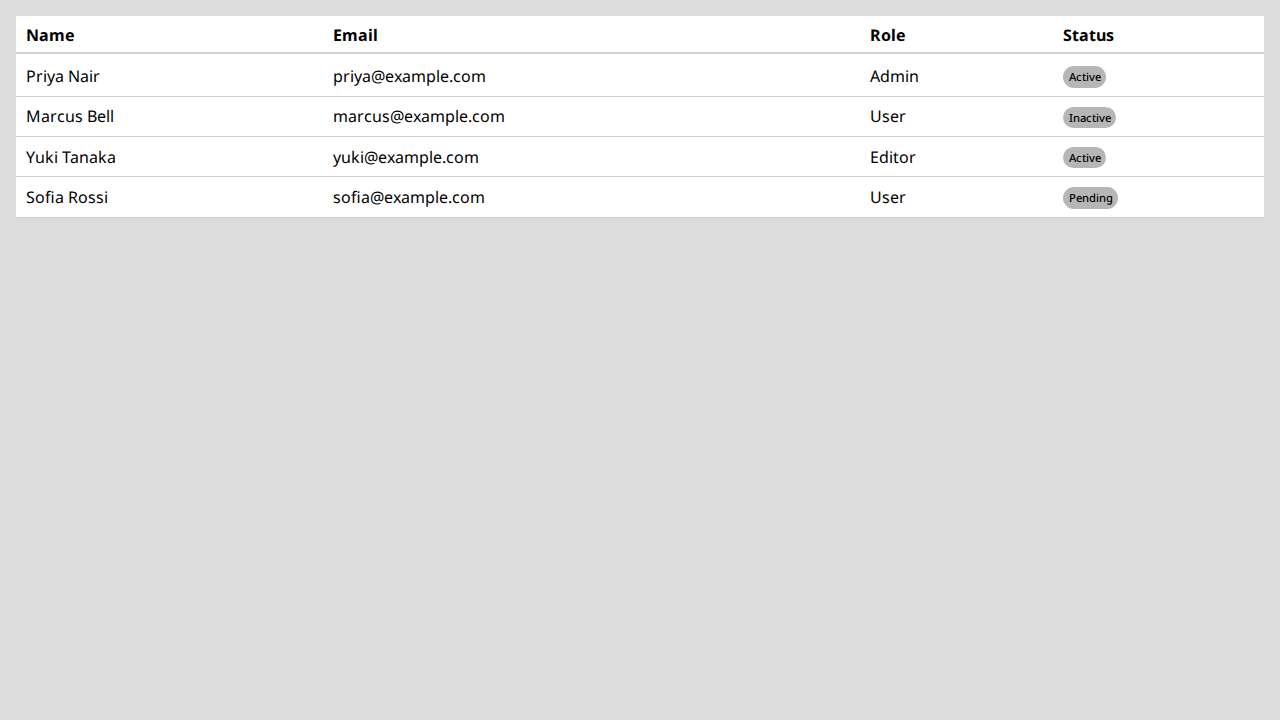 Name Email Role Status
Priya Nair priya@example.com Admin Active
Marcus Bell marcus@example.com User Inactive
Yuki Tanaka yuki@example.com Editor Active
Sofia Rossi sofia@example.com User Pending